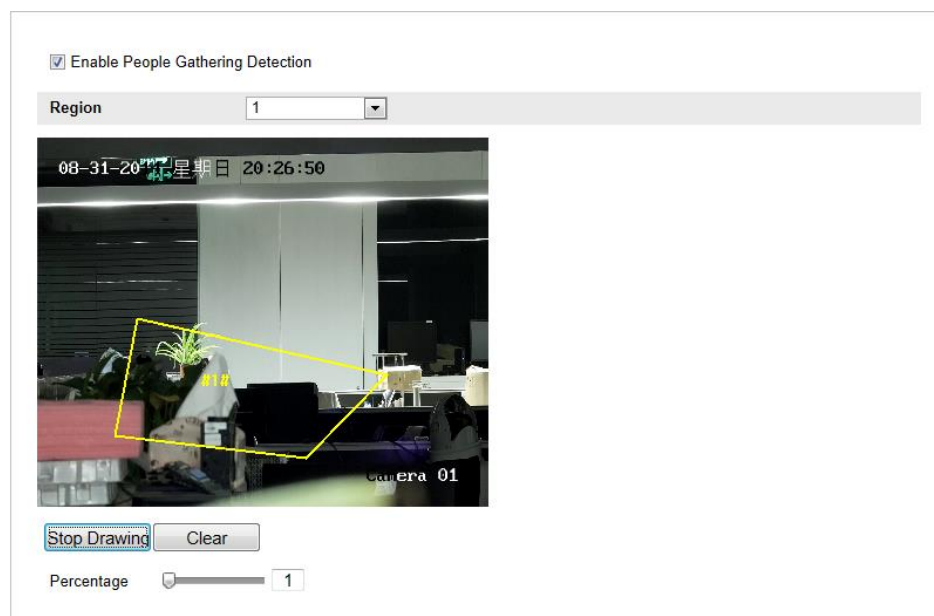 Enable People Gathering Detection
Region 1
08-31-20 星期日 20:26:50
#1#
Camera 01
Stop Drawing Clear
Percentage 1